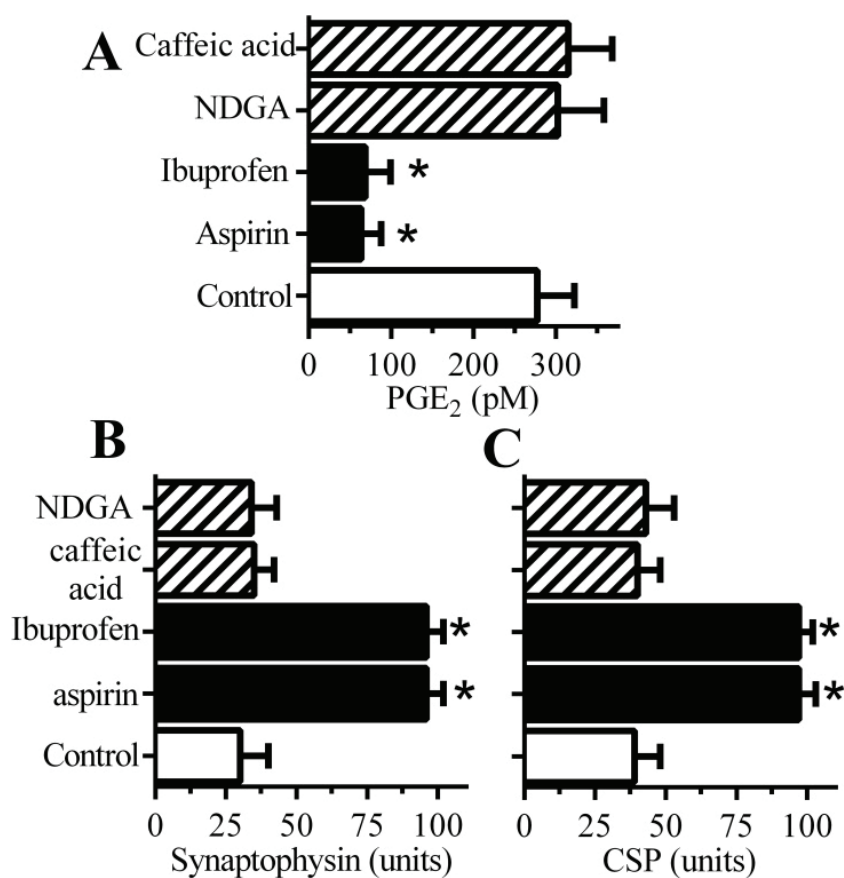 A
Caffeic acid
NDGA
Ibuprofen *
Aspirin *
Control
0 100 200 300
PGE₂ (pM)
B
NDGA
caffeic
acid
Ibuprofen *
aspirin *
Control
0 25 50 75 100
Synaptophysin (units)
C
*
*
0 25 50 75 100
CSP (units)